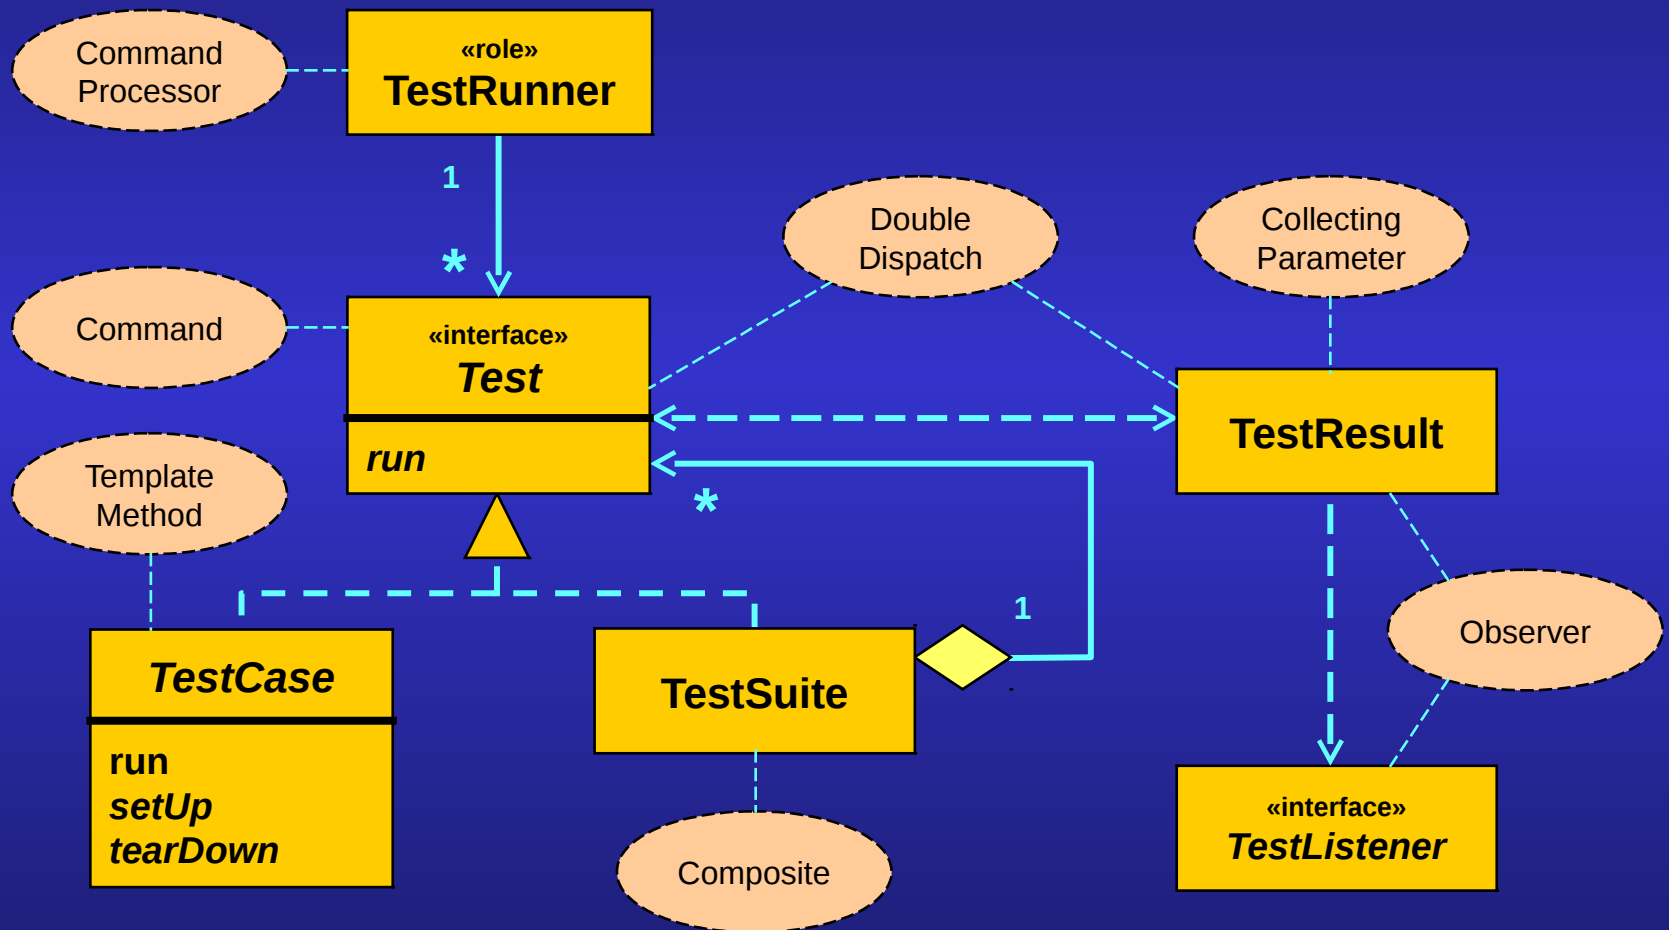 Command
Processor
«role»
TestRunner
1
*
Double
Dispatch
Collecting
Parameter
Command
«interface»
Test
run
TestResult
Template
Method
*
1
Observer
TestCase
run
setUp
tearDown
TestSuite
Composite
«interface»
TestListener